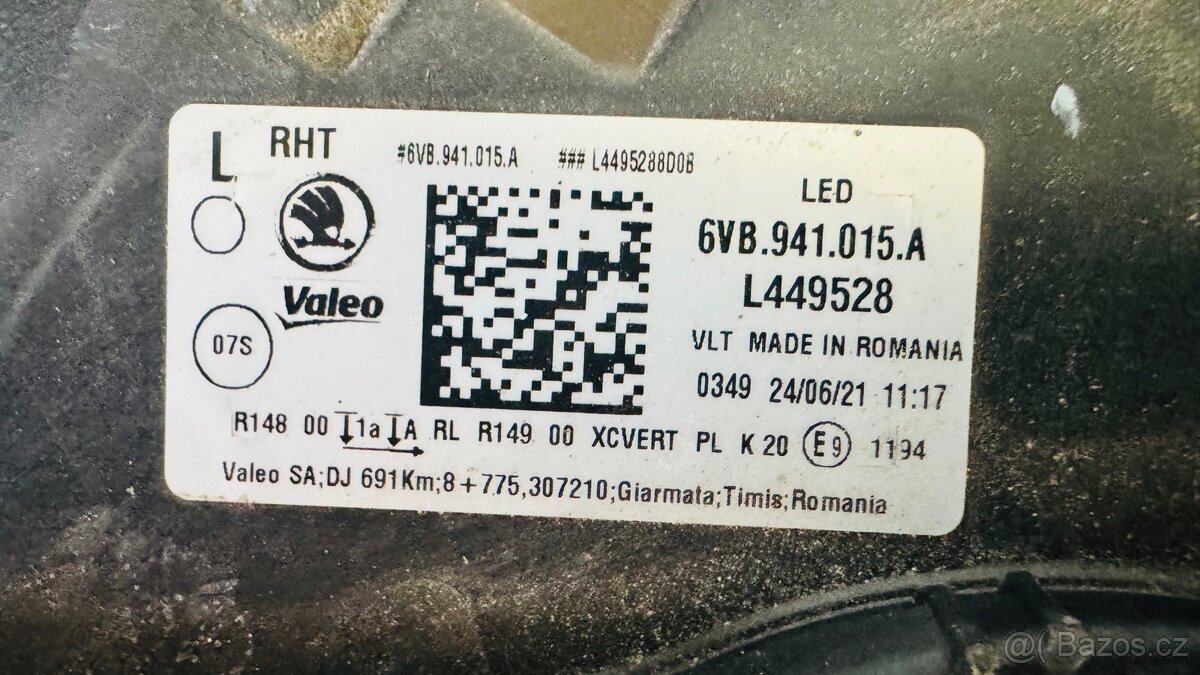 L RHT #6VB.941.015.A ### L4495288D0B
LED
6VB.941.015.A
L449528
Valeo
VLT MADE IN ROMANIA
07S
0349 24/06/21 11:17
R148 00 1a A RL R149 00 XCVERT PL K 20 E9 1194
Valeo SA;DJ 691Km;8+775,307210;Giarmata;Timis;Romania
@ Bazos.cz